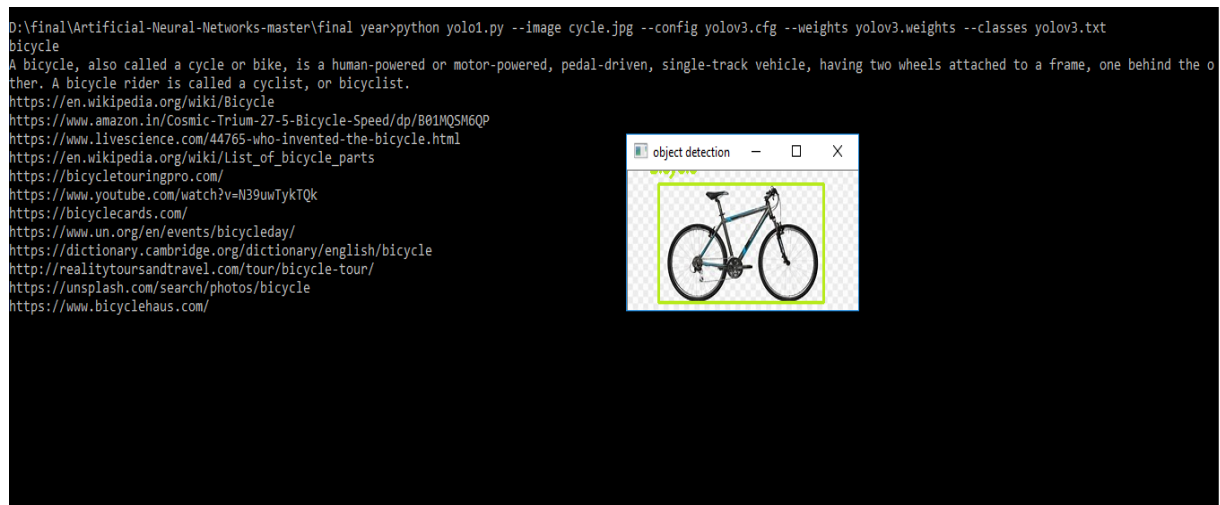 D:\final\Artificial-Neural-Networks-master\final year>python yolo1.py --image cycle.jpg --config yolov3.cfg --weights yolov3.weights --classes yolov3.txt
bicycle
A bicycle, also called a cycle or bike, is a human-powered or motor-powered, pedal-driven, single-track vehicle, having two wheels attached to a frame, one behind the o
ther. A bicycle rider is called a cyclist, or bicyclist.
https://en.wikipedia.org/wiki/Bicycle
https://www.amazon.in/Cosmic-Trium-27-5-Bicycle-Speed/dp/B01MQSM6QP
https://www.livescience.com/44765-who-invented-the-bicycle.html
https://en.wikipedia.org/wiki/List_of_bicycle_parts
https://bicycletouringpro.com/
https://www.youtube.com/watch?v=N39uwTykTQk
https://bicyclecards.com/
https://www.un.org/en/events/bicycleday/
https://dictionary.cambridge.org/dictionary/english/bicycle
http://realitytoursandtravel.com/tour/bicycle-tour/
https://unsplash.com/search/photos/bicycle
https://www.bicyclehaus.com/
object detection
bicycle